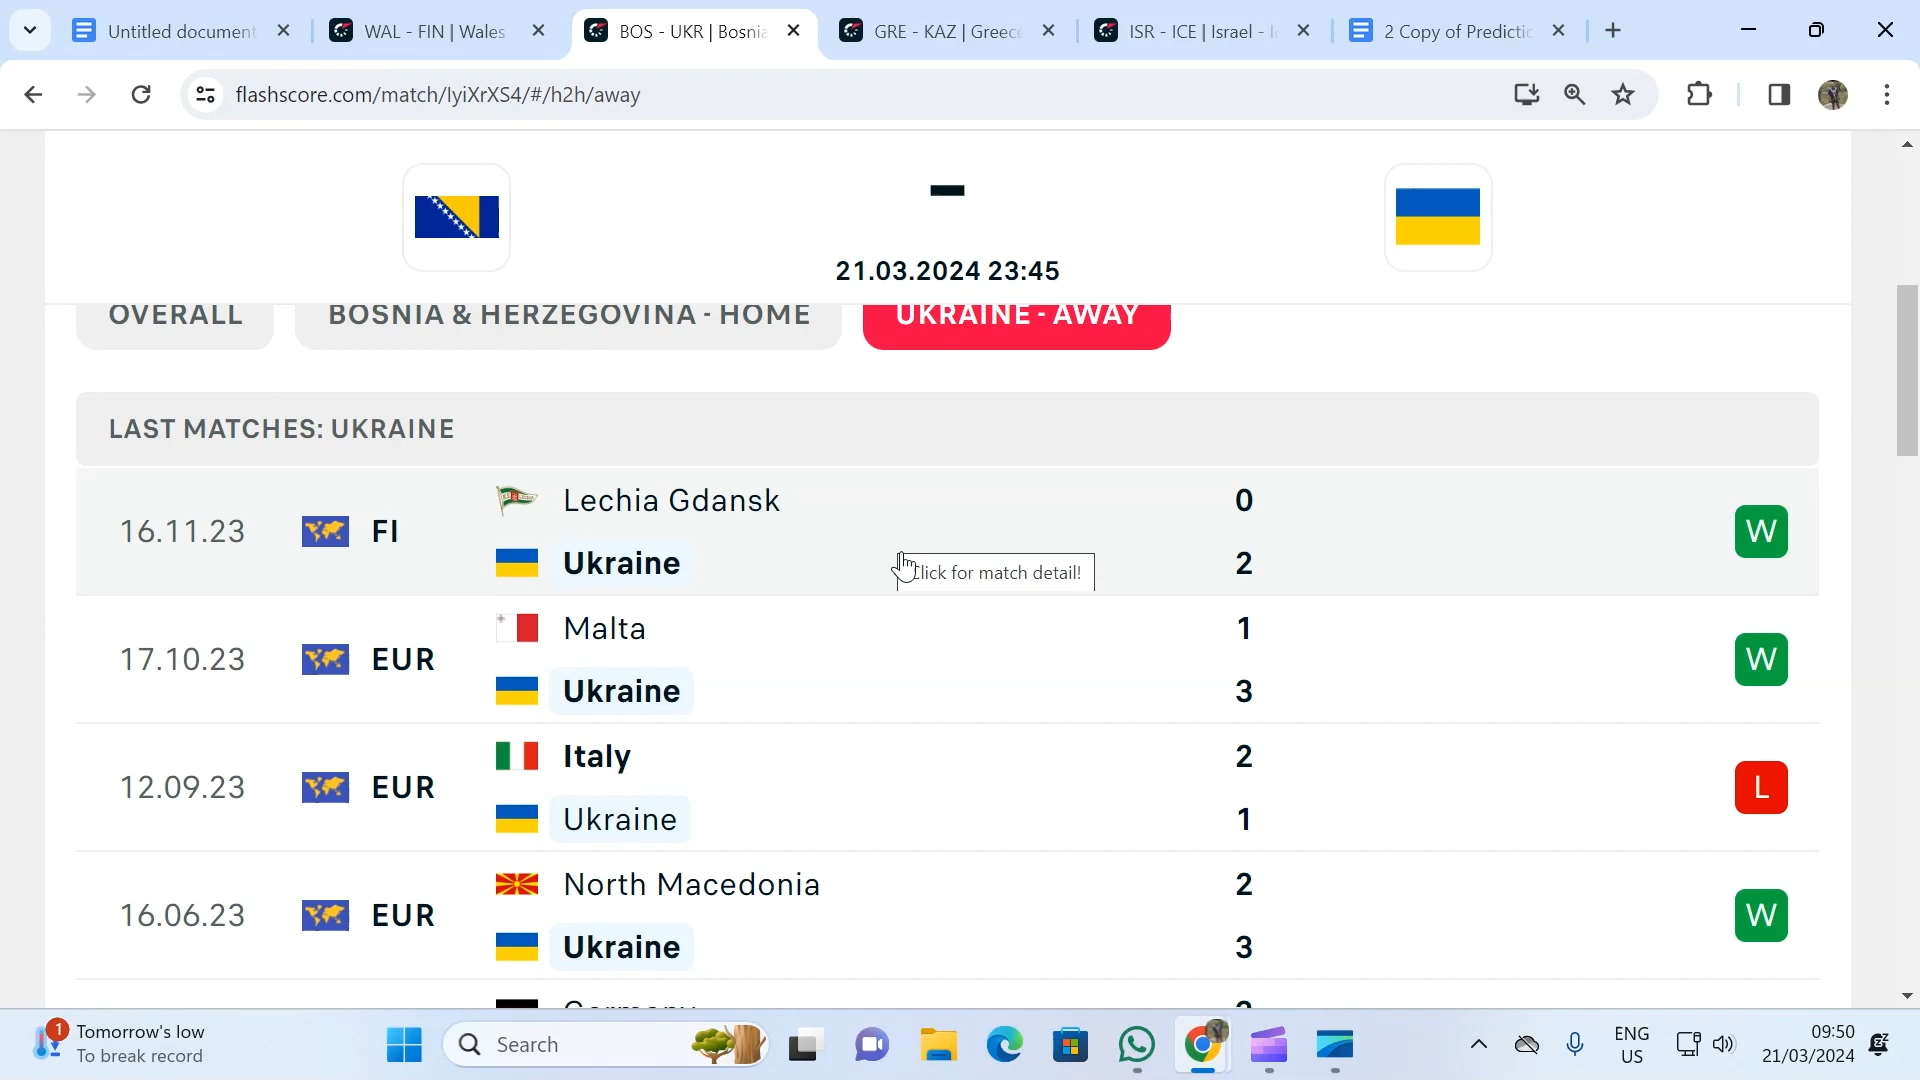 Untitled document
WAL - FIN | Wales
BOS - UKR | Bosnia
GRE - KAZ | Greece
ISR - ICE | Israel - I
2 Copy of Predictic
flashscore.com/match/IyiXrXS4/#/h2h/away
21.03.2024 23:45
OVERALL
BOSNIA & HERZEGOVINA - HOME
UKRAINE - AWAY
LAST MATCHES: UKRAINE
16.11.23 FI Lechia Gdansk 0
Ukraine 2 W
Click for match detail!
17.10.23 EUR Malta 1
Ukraine 3 W
12.09.23 EUR Italy 2
Ukraine 1 L
16.06.23 EUR North Macedonia 2
Ukraine 3 W
1 Tomorrow's low
To break record
Search
ENG
US
09:50
21/03/2024